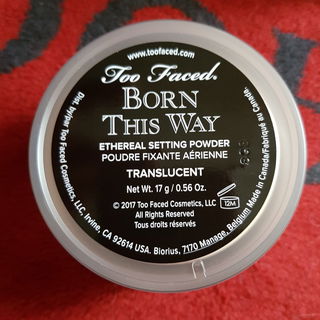 www.toofaced.com
Too Faced.
BORN
THIS WAY
ETHEREAL SETTING POWDER
POUDRE FIXANTE AÉRIENNE
TRANSLUCENT
Net. Wt. 17 g / 0.56 Oz.
© 2017 Too Faced Cosmetics, LLC
All Rights Reserved
Tous droits réservés
12M
Dist. by/par Too Faced Cosmetics, LLC, Irvine, CA 92614 USA. Biorius, 7170 Manage, Belgium Made in Canada/Fabriqué au Canada.